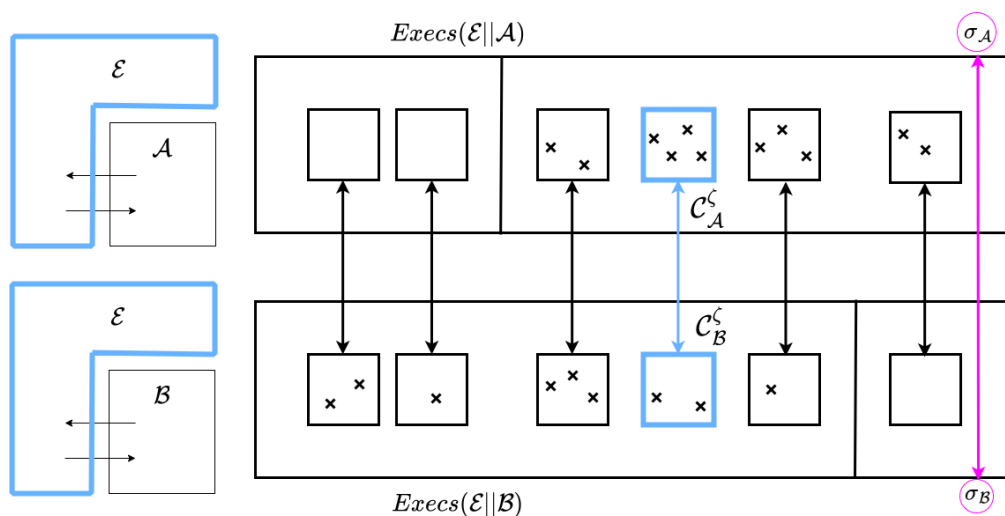 Execs(ℰ||𝒜)
σ_𝒜
ℰ
𝒜
𝒞_𝒜^ζ
ℰ
𝒞_ℬ^ζ
ℬ
Execs(ℰ||ℬ)
σ_ℬ